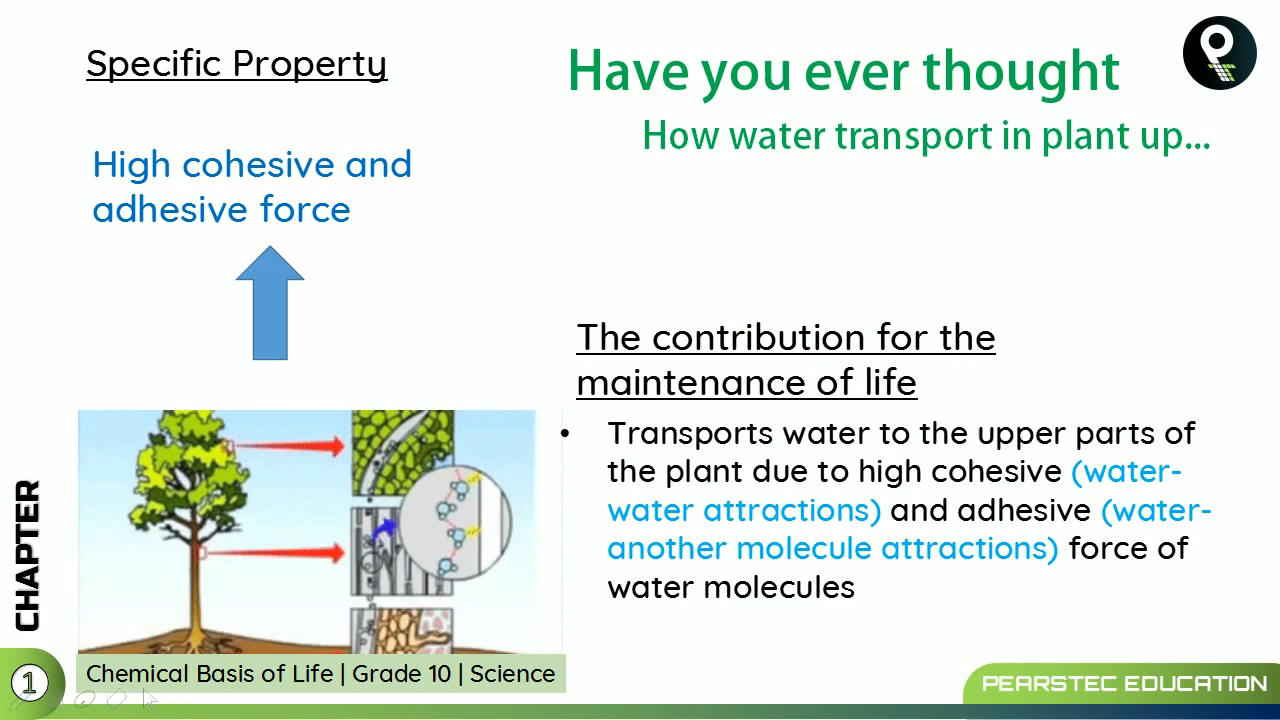 Specific Property
Have you ever thought
How water transport in plant up...
High cohesive and
adhesive force
The contribution for the
maintenance of life
• Transports water to the upper parts of
the plant due to high cohesive (water-
water attractions) and adhesive (water-
another molecule attractions) force of
water molecules
CHAPTER
1
Chemical Basis of Life | Grade 10 | Science
PEARSTEC EDUCATION